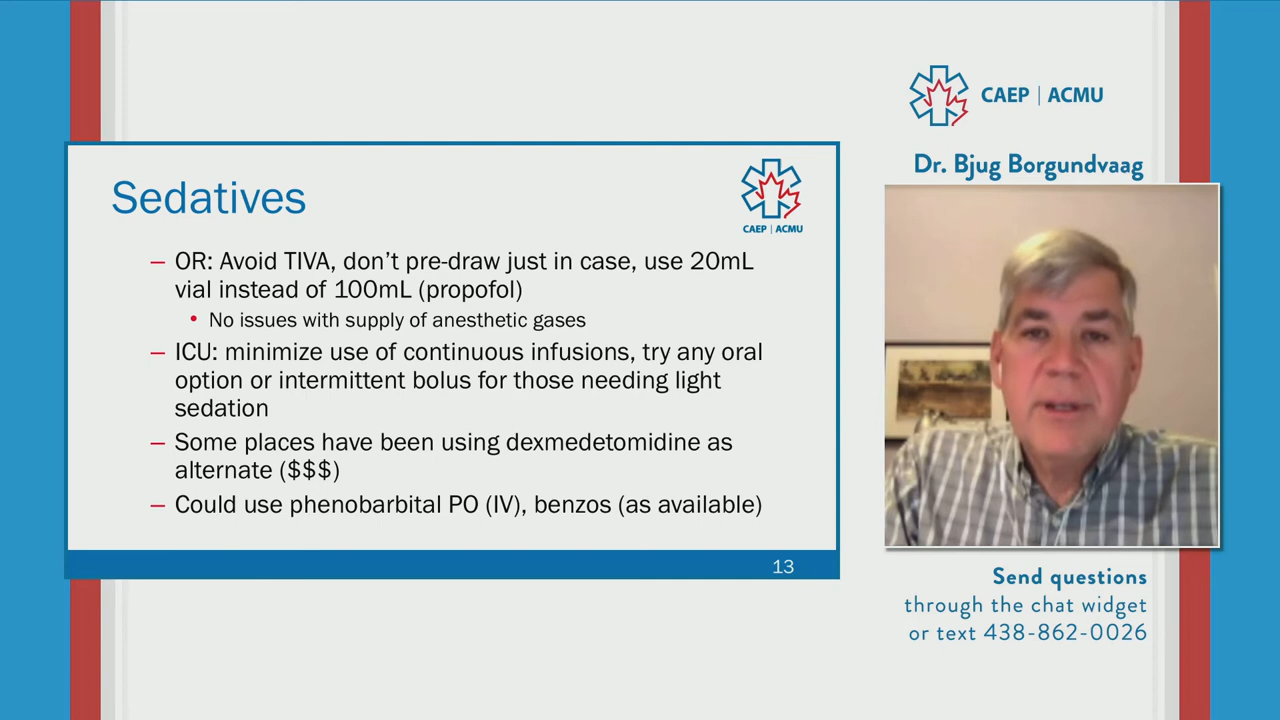 CAEP | ACMU
Dr. Bjug Borgundvaag
Sedatives
CAEP | ACMU
– OR: Avoid TIVA, don’t pre-draw just in case, use 20mL
vial instead of 100mL (propofol)
• No issues with supply of anesthetic gases
– ICU: minimize use of continuous infusions, try any oral
option or intermittent bolus for those needing light
sedation
– Some places have been using dexmedetomidine as
alternate ($$$)
– Could use phenobarbital PO (IV), benzos (as available)
13
Send questions
through the chat widget
or text 438-862-0026